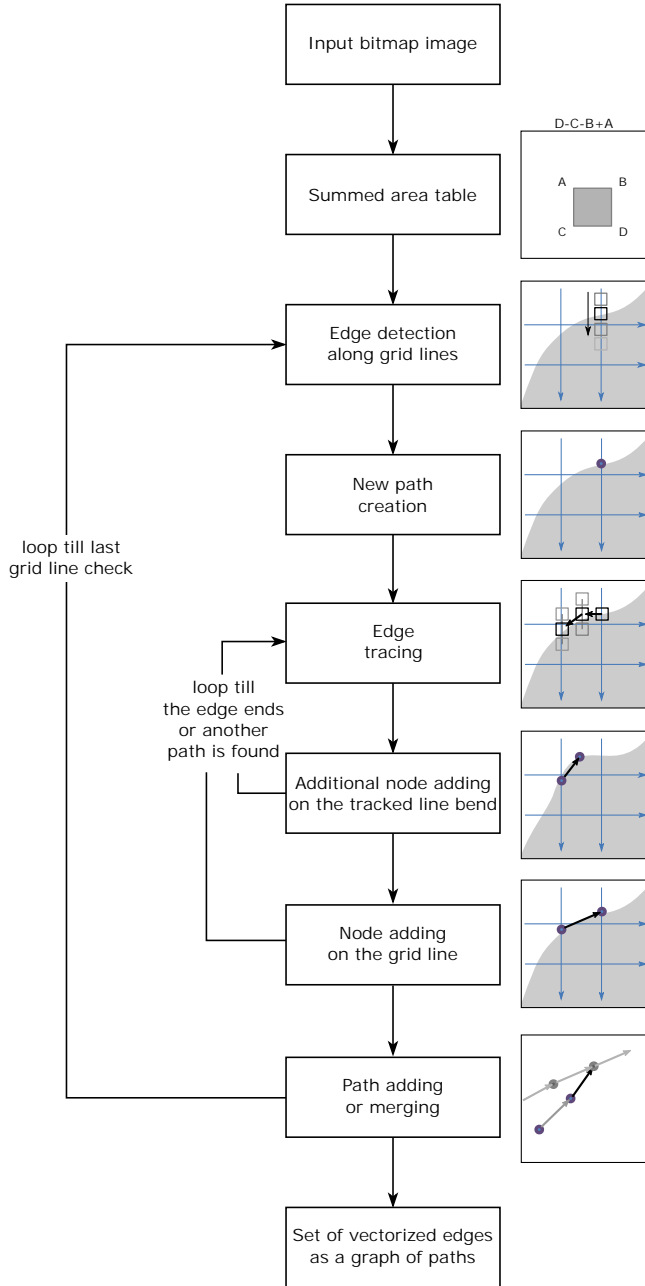 Input bitmap image
D-C-B+A
Summed area table
A B
C D
Edge detection
along grid lines
New path
creation
loop till last
grid line check
Edge
tracing
loop till
the edge ends
or another
path is found
Additional node adding
on the tracked line bend
Node adding
on the grid line
Path adding
or merging
Set of vectorized edges
as a graph of paths